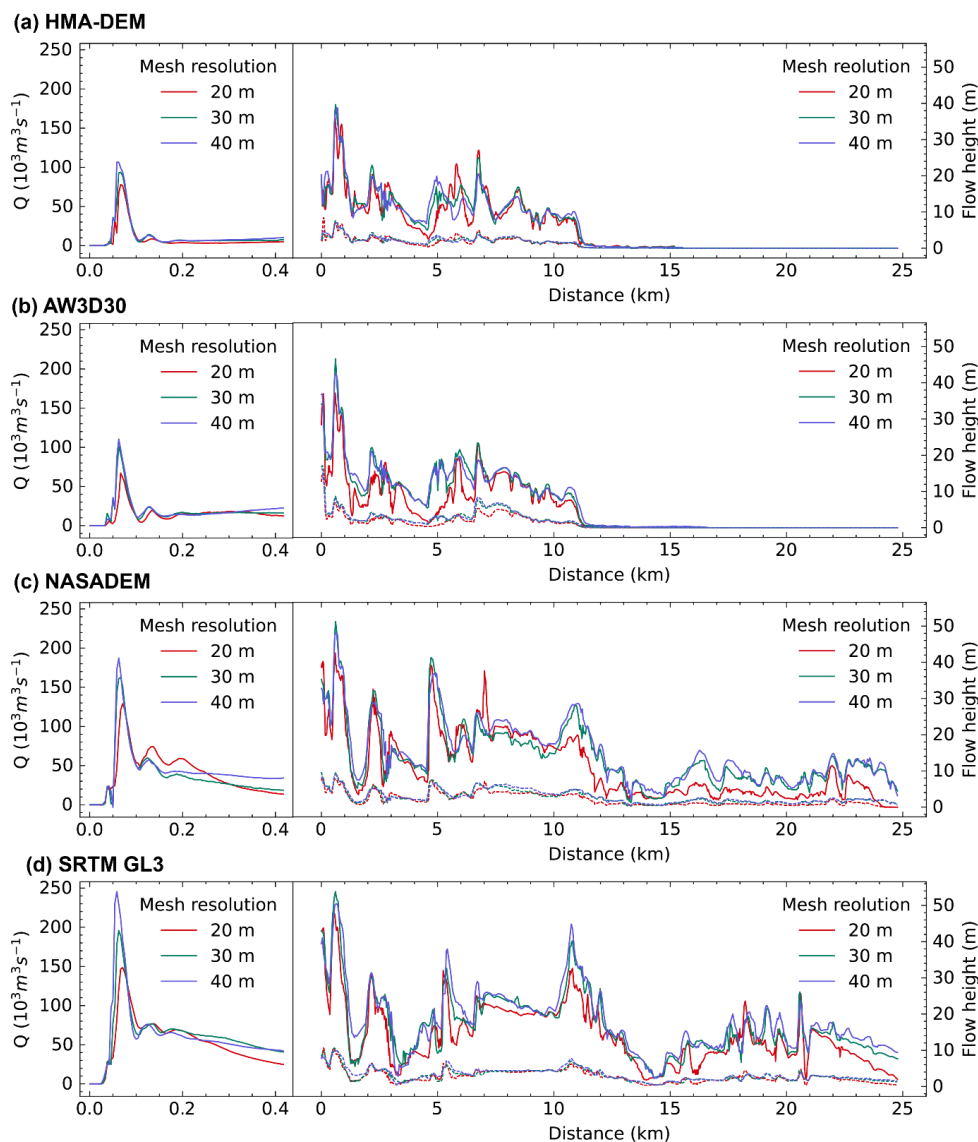 (a) HMA-DEM
Q (10³m³s⁻¹)
250
200
150
100
50
0
Mesh resolution
20 m
30 m
40 m
0.0 0.2 0.4
Mesh reolution
20 m
30 m
40 m
50
40
30
20
10
0
Flow height (m)
0 5 10 15 20 25
Distance (km)
(b) AW3D30
Q (10³m³s⁻¹)
250
200
150
100
50
0
Mesh resolution
20 m
30 m
40 m
0.0 0.2 0.4
Mesh reolution
20 m
30 m
40 m
50
40
30
20
10
0
Flow height (m)
0 5 10 15 20 25
Distance (km)
(c) NASADEM
Q (10³m³s⁻¹)
250
200
150
100
50
0
Mesh resolution
20 m
30 m
40 m
0.0 0.2 0.4
Mesh reolution
20 m
30 m
40 m
50
40
30
20
10
0
Flow height (m)
0 5 10 15 20 25
Distance (km)
(d) SRTM GL3
Q (10³m³s⁻¹)
250
200
150
100
50
0
Mesh resolution
20 m
30 m
40 m
0.0 0.2 0.4
Mesh reolution
20 m
30 m
40 m
50
40
30
20
10
0
Flow height (m)
0 5 10 15 20 25
Distance (km)